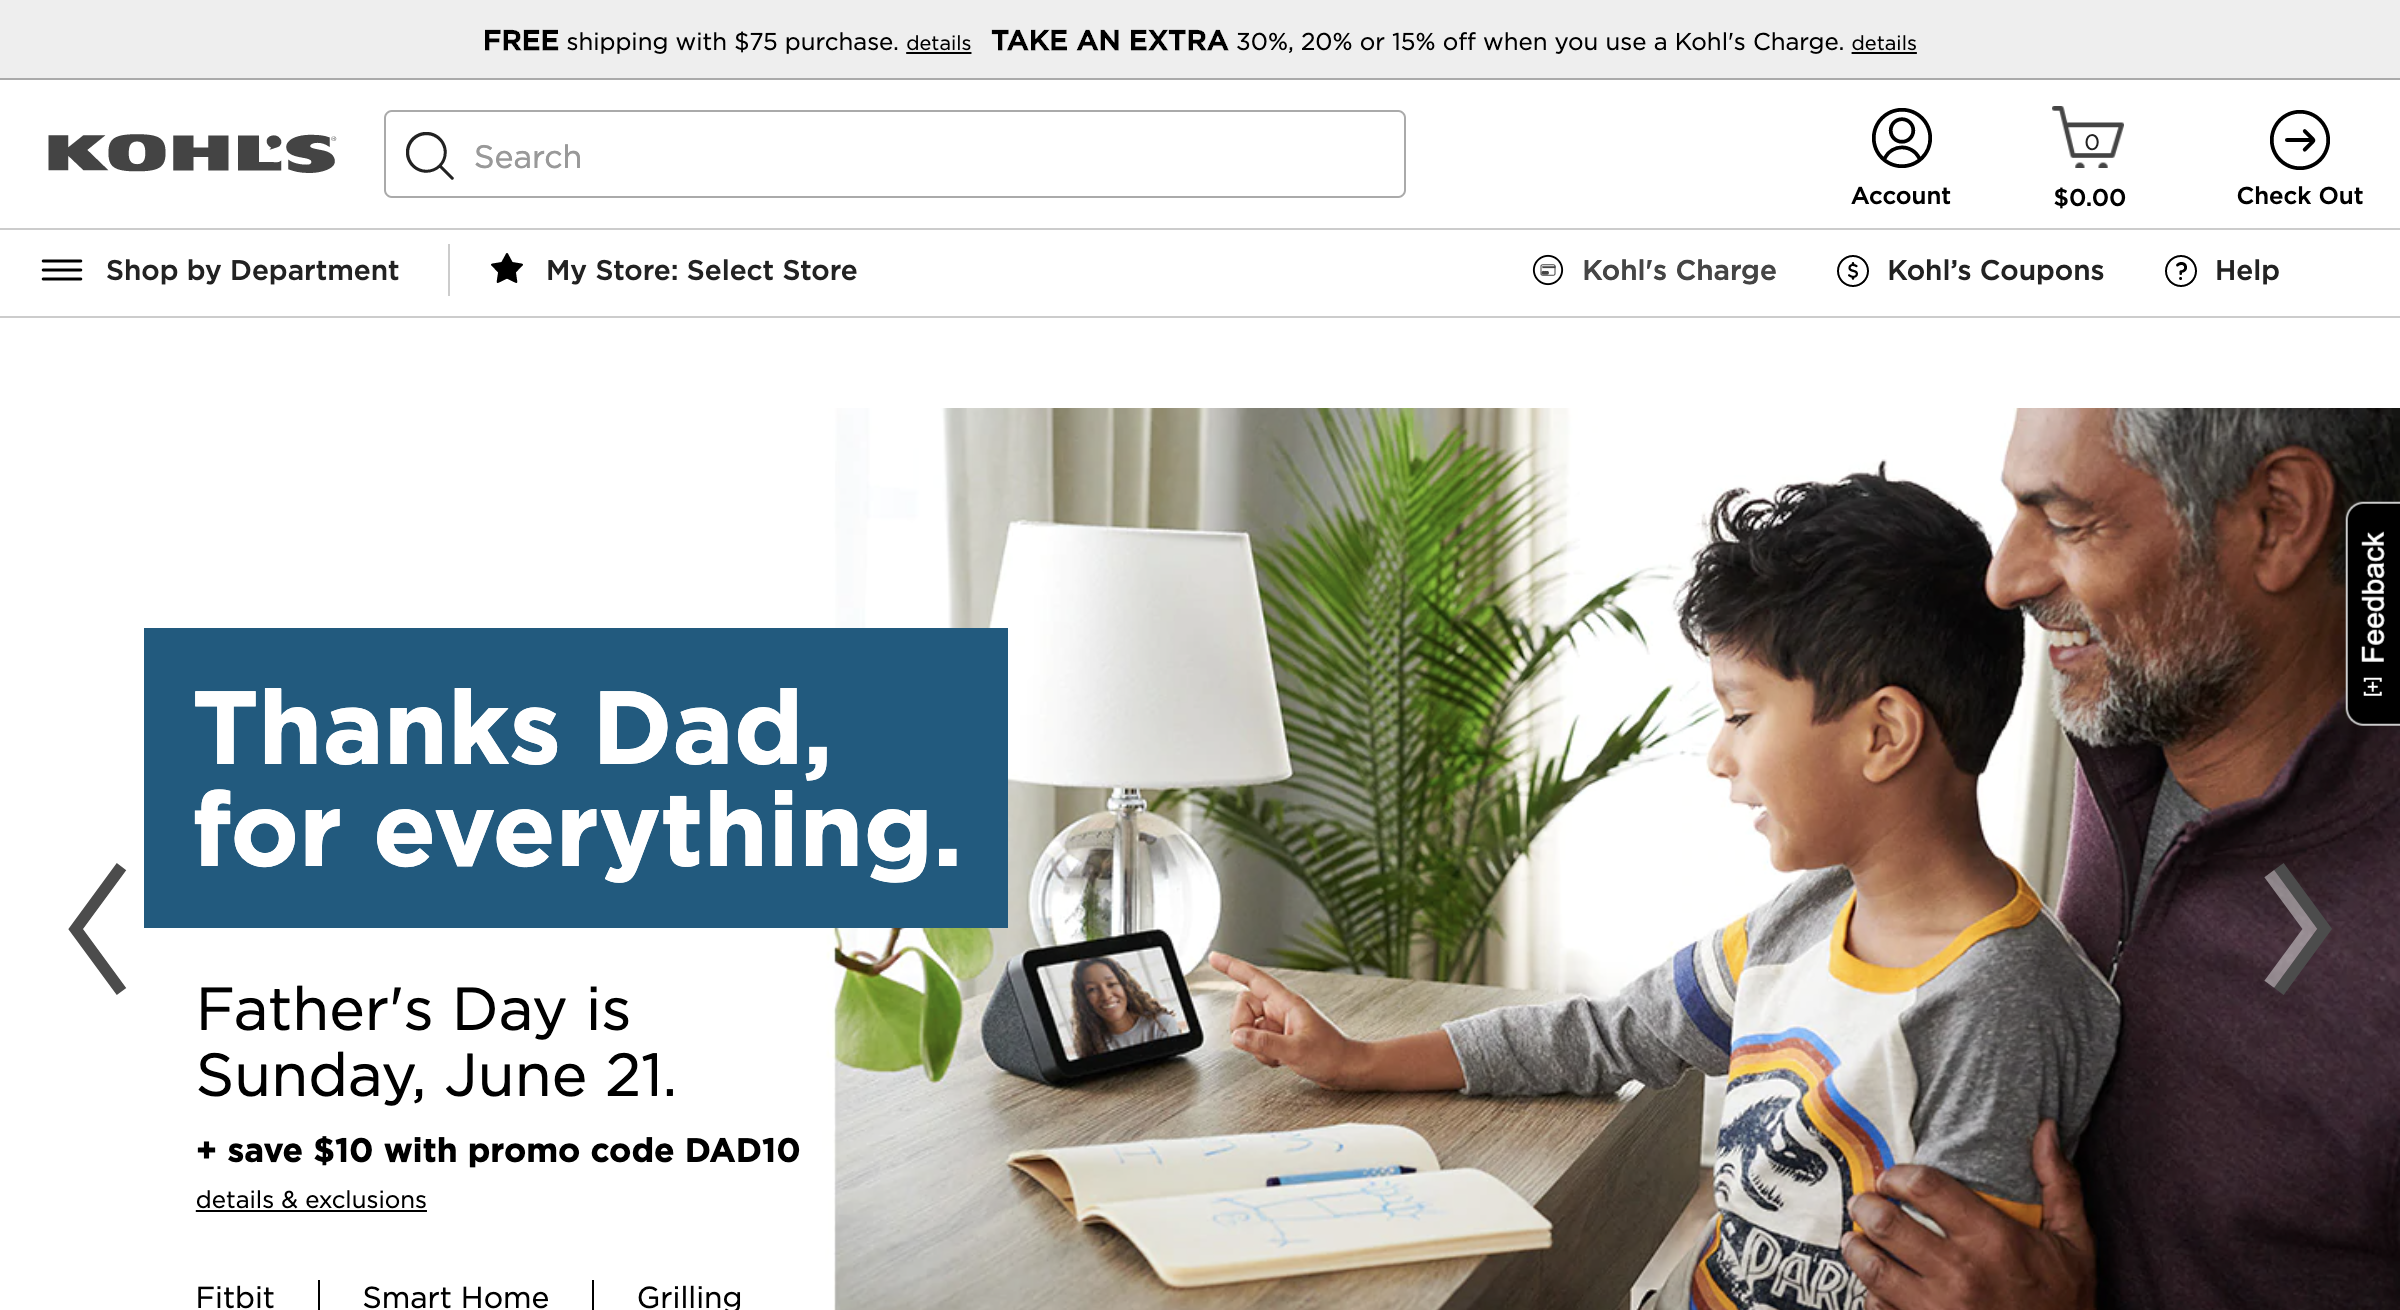 FREE shipping with $75 purchase. details TAKE AN EXTRA 30%, 20% or 15% off when you use a Kohl's Charge. details
KOHL'S
Search
Account
0
$0.00
Check Out
Shop by Department
My Store: Select Store
Kohl's Charge
$
Kohl’s Coupons
?
Help
[+] Feedback
Thanks Dad,
for everything.
Father's Day is
Sunday, June 21.
+ save $10 with promo code DAD10
details & exclusions
Fitbit | Smart Home | Grilling
PARK